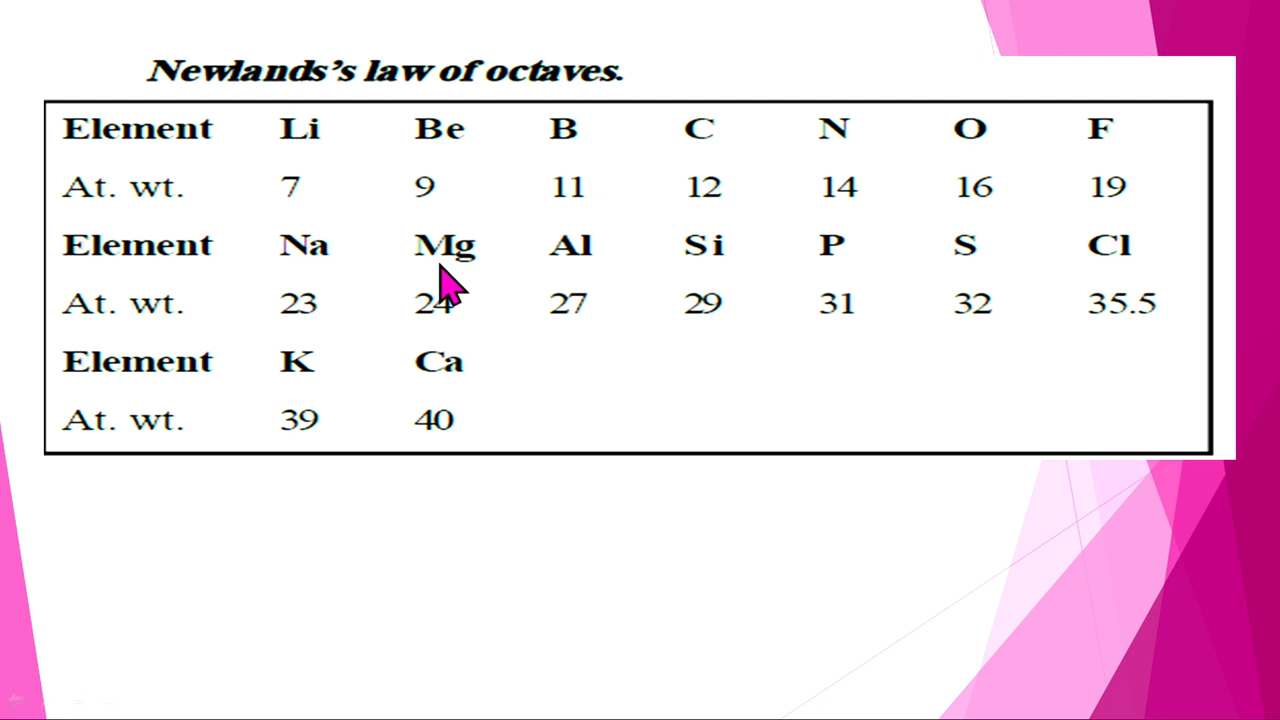 Newlands's law of octaves.
Element Li Be B C N O F
At. wt. 7 9 11 12 14 16 19
Element Na Mg Al Si P S Cl
At. wt. 23 24 27 29 31 32 35.5
Element K Ca
At. wt. 39 40